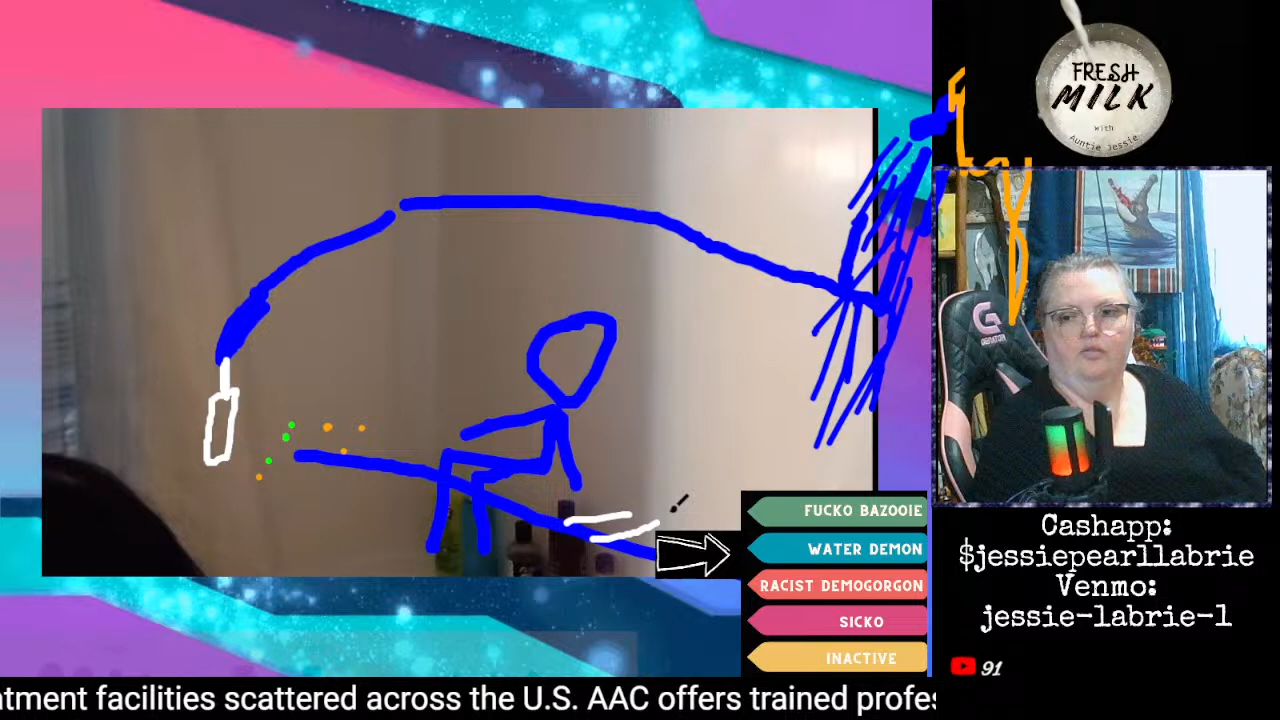 FRESH
MILK
with
Auntie Jessie
FUCKO BAZOOIE
WATER DEMON
RACIST DEMOGORGON
SICKO
INACTIVE
Cashapp:
$jessiepearllabrie
Venmo:
jessie-labrie-1
91
atment facilities scattered across the U.S. AAC offers trained profes